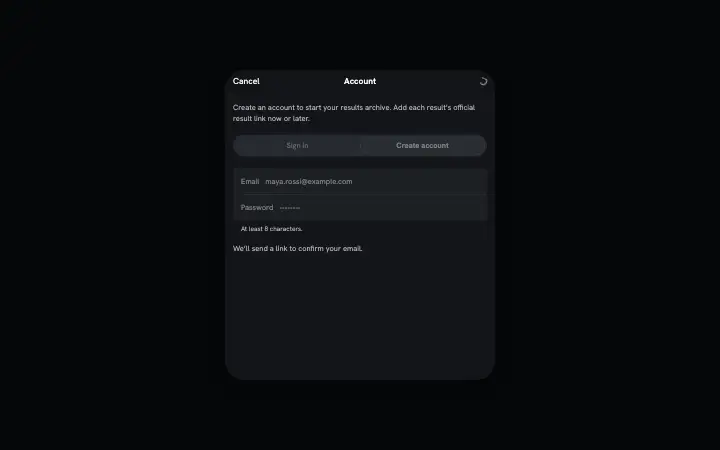 Cancel
Account
Create an account to start your results archive. Add each result's official
result link now or later.
Sign in
Create account
Email maya.rossi@example.com
Password ••••••••
At least 8 characters.
We'll send a link to confirm your email.